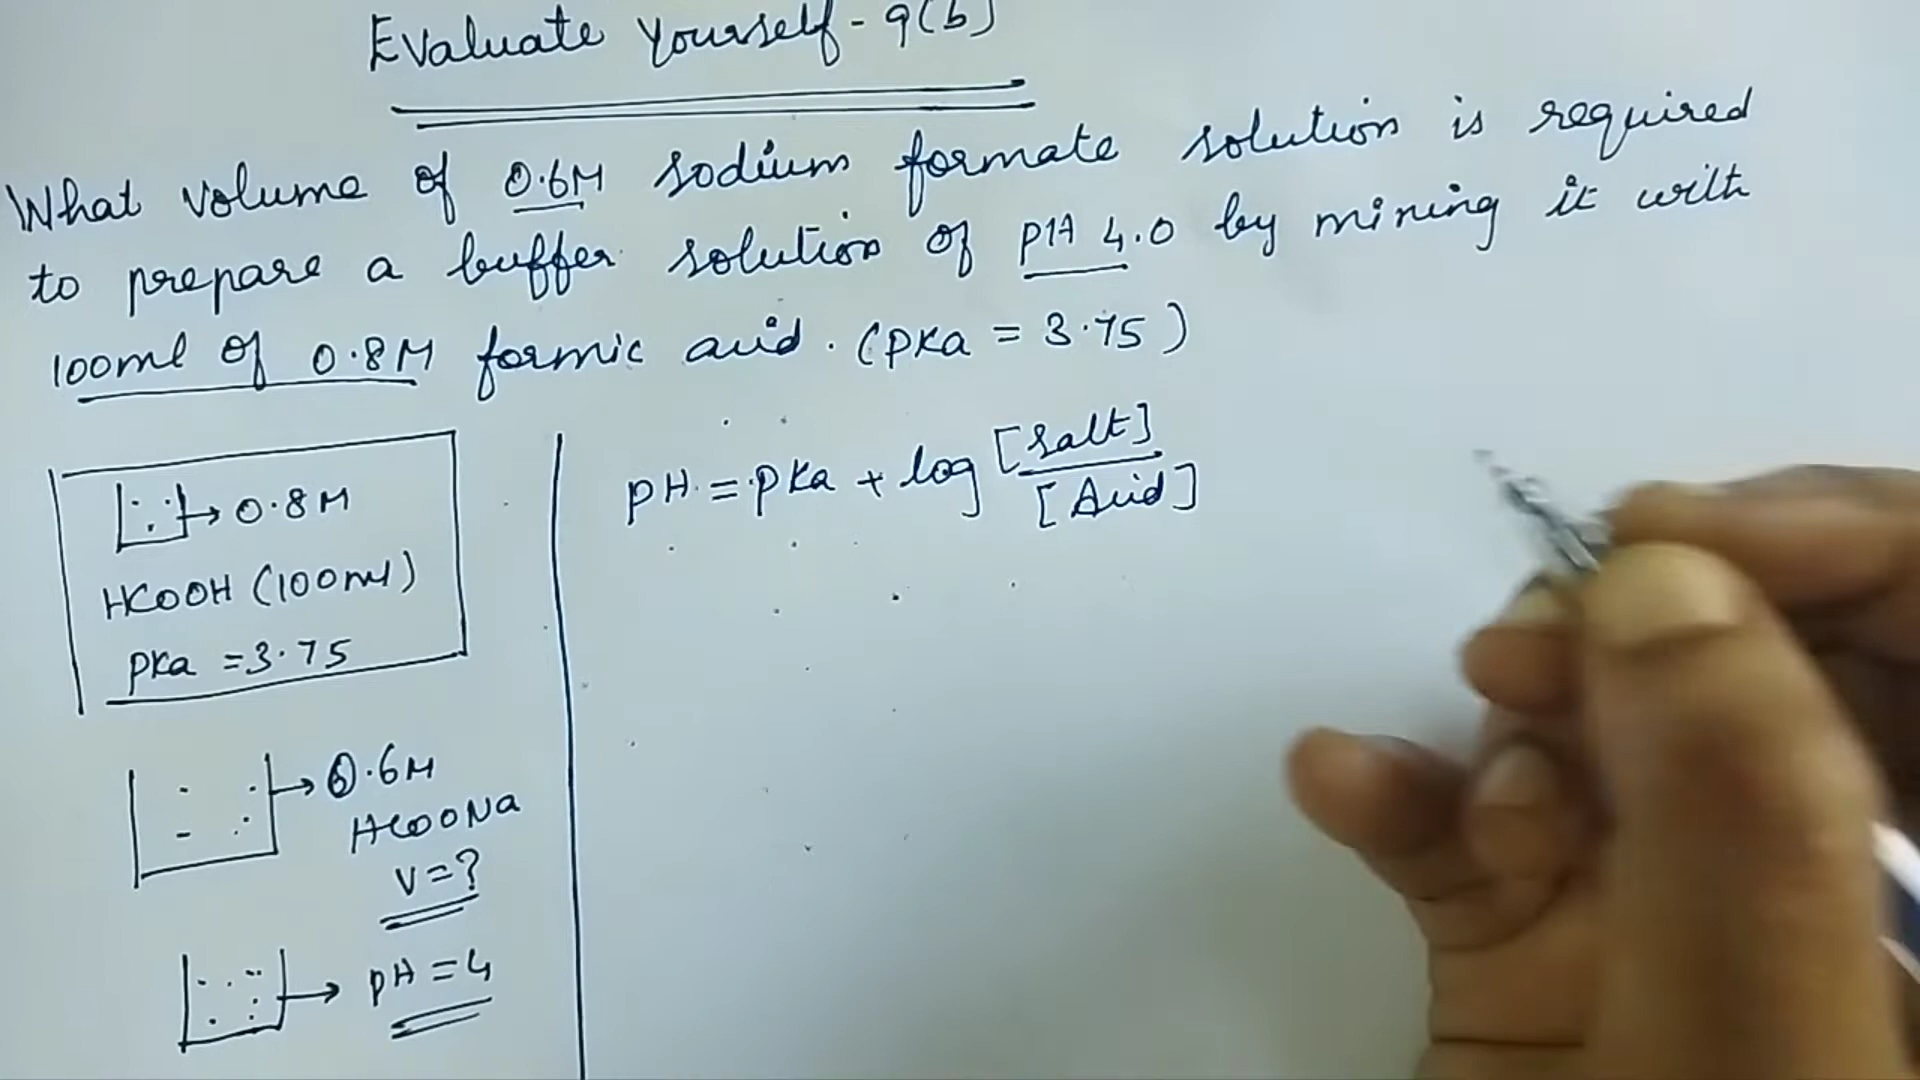 Evaluate Yourself - 9(b)
What volume of 0.6M sodium formate solution is required
to prepare a buffer solution of pH 4.0 by mixing it with
100ml of 0.8M formic acid. (pKa = 3.75)
0.8M
HCOOH (100ml)
pKa = 3.75
0.6M
HCOONa
V=?
pH = 4
pH = pKa + log [Salt]
[Acid]